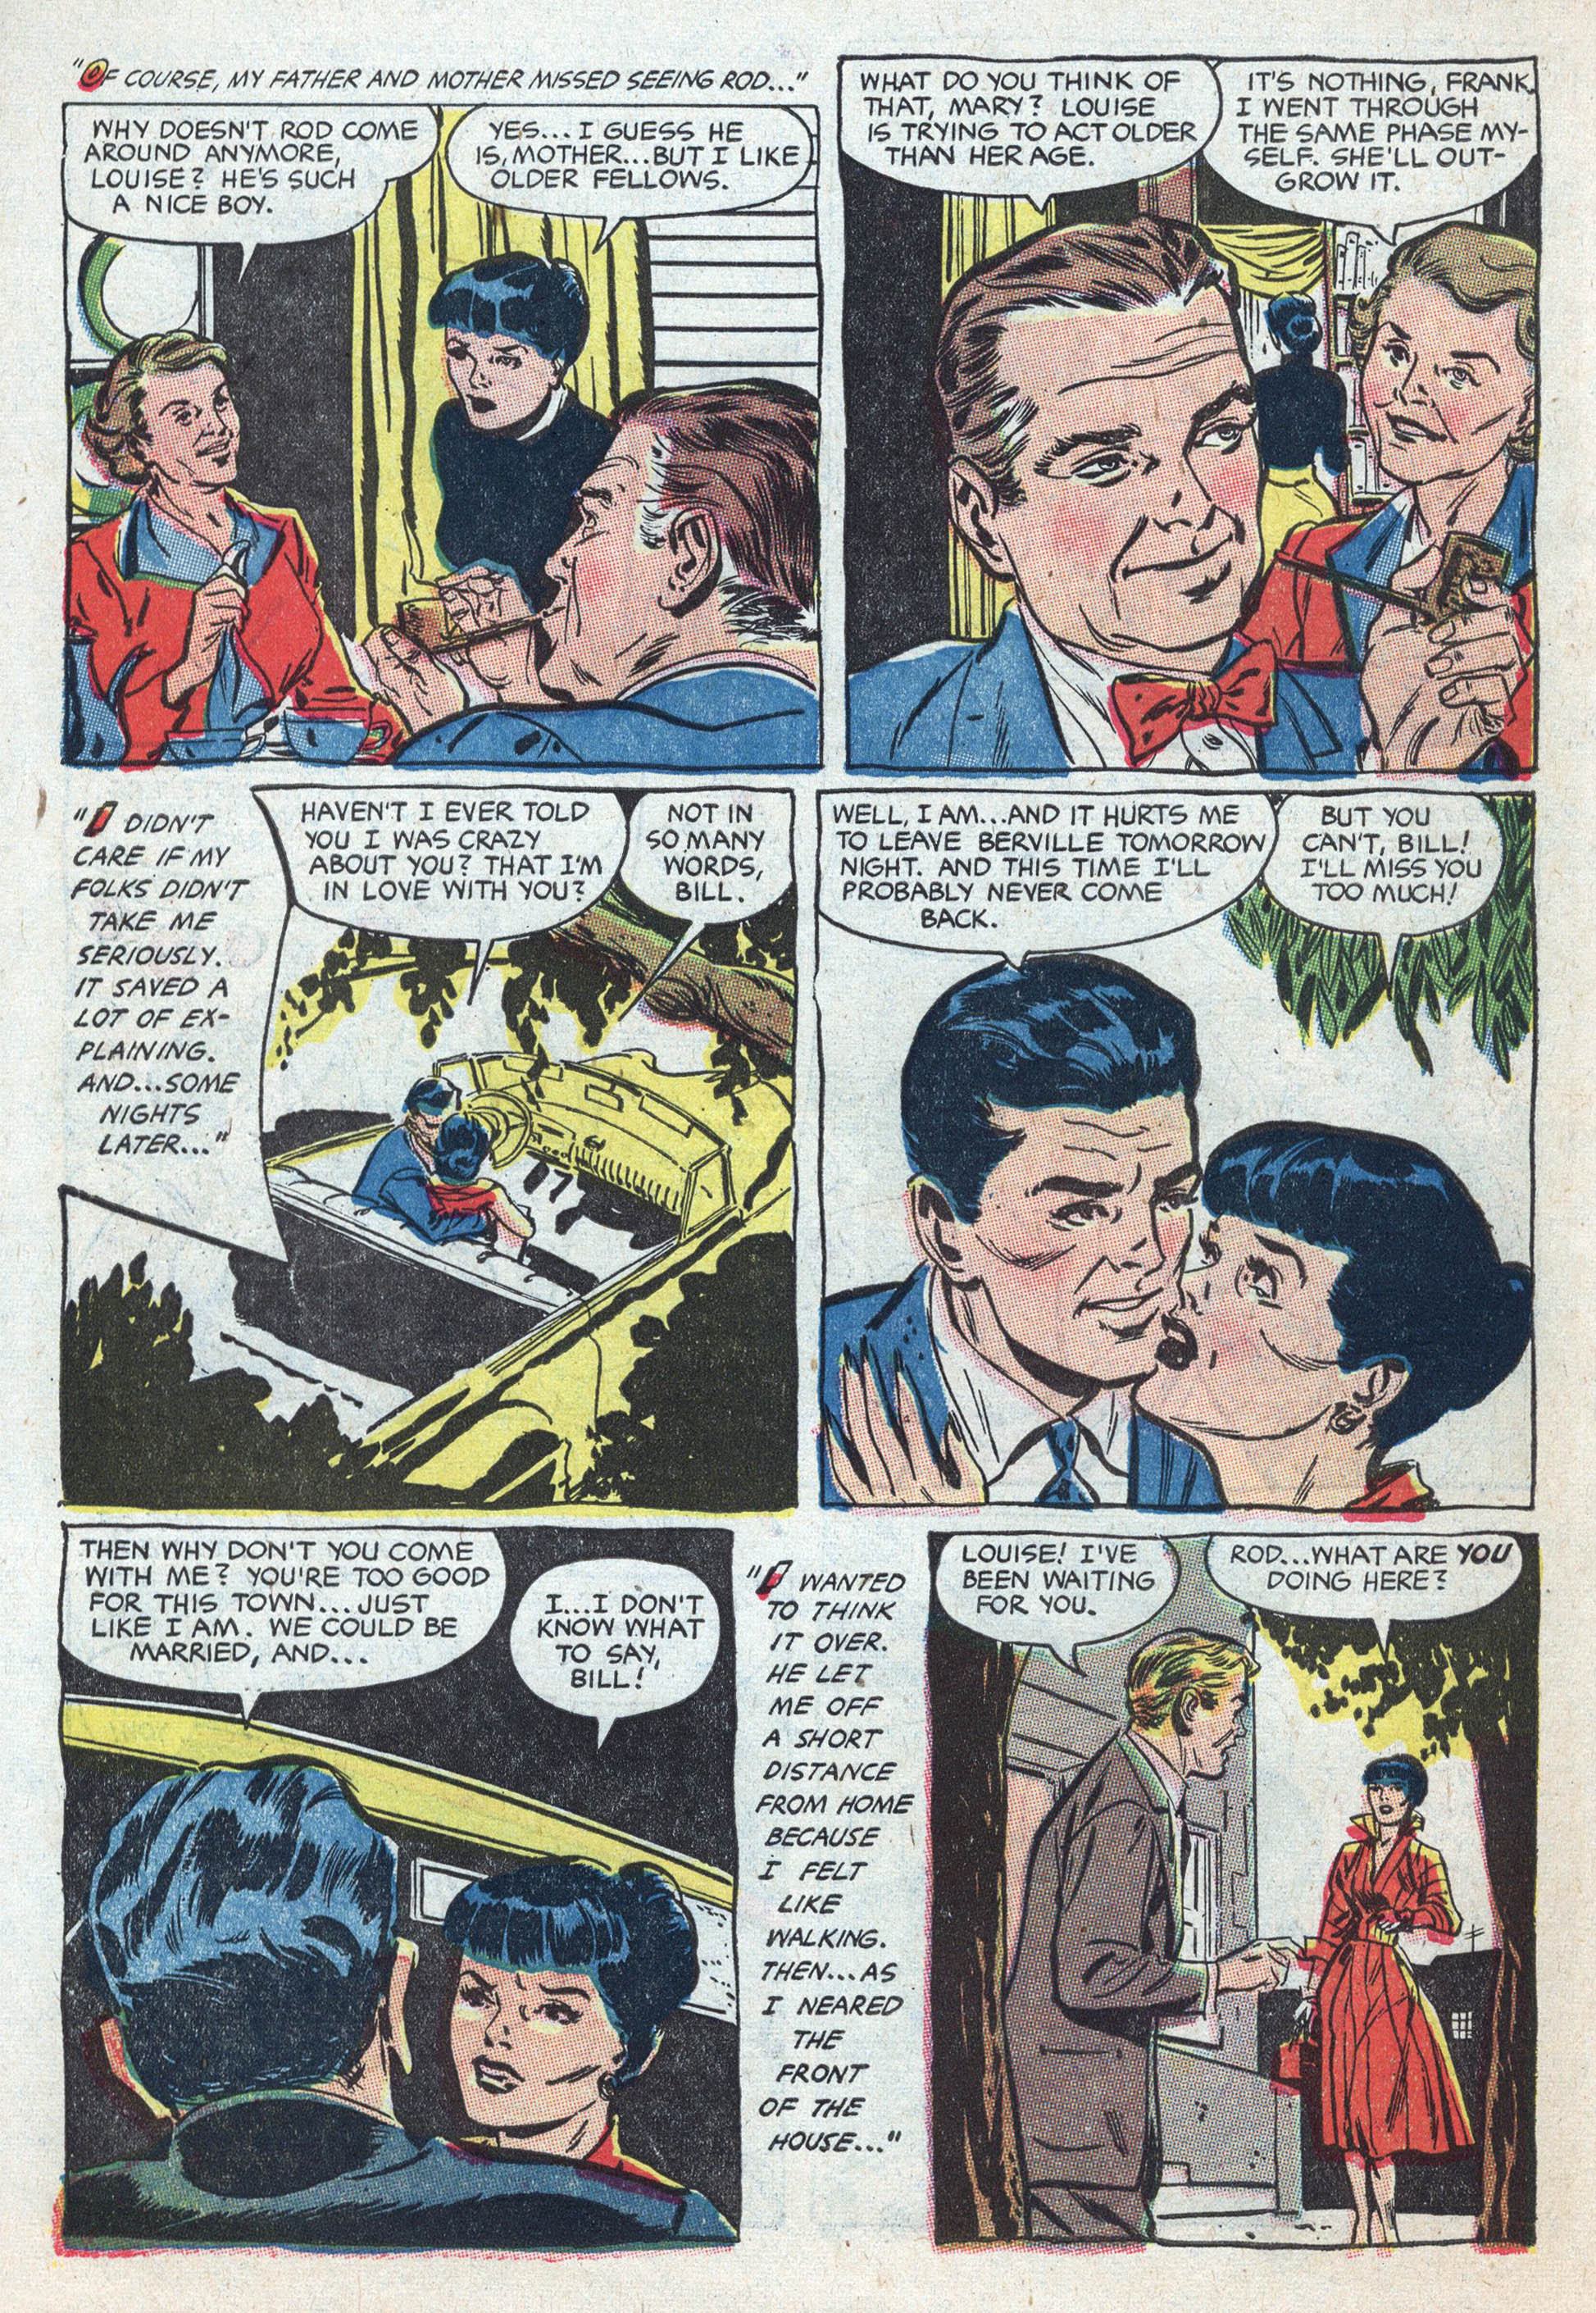 "OF COURSE, MY FATHER AND MOTHER MISSED SEEING ROD..."
WHY DOESN'T ROD COME
AROUND ANYMORE,
LOUISE? HE'S SUCH
A NICE BOY.
YES... I GUESS HE
IS, MOTHER...BUT I LIKE
OLDER FELLOWS.
WHAT DO YOU THINK OF
THAT, MARY? LOUISE
IS TRYING TO ACT OLDER
THAN HER AGE.
IT'S NOTHING, FRANK.
I WENT THROUGH
THE SAME PHASE MY-
SELF. SHE'LL OUT-
GROW IT.
"I DIDN'T
CARE IF MY
FOLKS DIDN'T
TAKE ME
SERIOUSLY.
IT SAVED A
LOT OF EX-
PLAINING.
AND...SOME
NIGHTS
LATER..."
HAVEN'T I EVER TOLD
YOU I WAS CRAZY
ABOUT YOU? THAT I'M
IN LOVE WITH YOU?
NOT IN
SO MANY
WORDS,
BILL.
WELL, I AM...AND IT HURTS ME
TO LEAVE BERVILLE TOMORROW
NIGHT. AND THIS TIME I'LL
PROBABLY NEVER COME
BACK.
BUT YOU
CAN'T, BILL!
I'LL MISS YOU
TOO MUCH!
THEN WHY DON'T YOU COME
WITH ME? YOU'RE TOO GOOD
FOR THIS TOWN...JUST
LIKE I AM. WE COULD BE
MARRIED, AND...
I...I DON'T
KNOW WHAT
TO SAY,
BILL!
"I WANTED
TO THINK
IT OVER.
HE LET
ME OFF
A SHORT
DISTANCE
FROM HOME
BECAUSE
I FELT
LIKE
WALKING.
THEN...AS
I NEARED
THE
FRONT
OF THE
HOUSE..."
LOUISE! I'VE
BEEN WAITING
FOR YOU.
ROD...WHAT ARE YOU
DOING HERE?